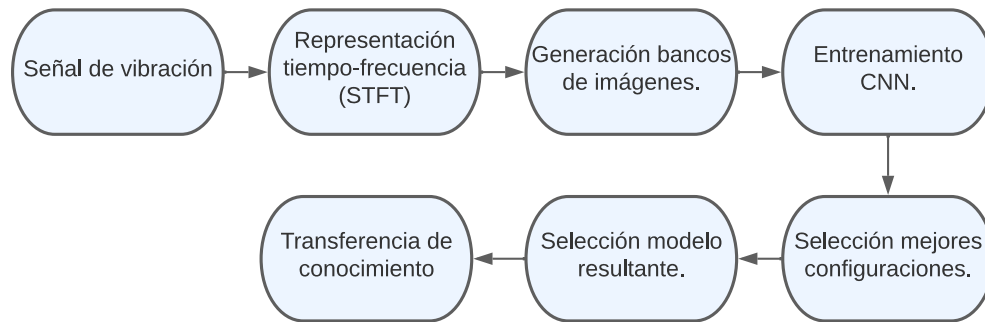 Señal de vibración
Representación
tiempo-frecuencia
(STFT)
Generación bancos
de imágenes.
Entrenamiento
CNN.
Selección mejores
configuraciones.
Selección modelo
resultante.
Transferencia de
conocimiento